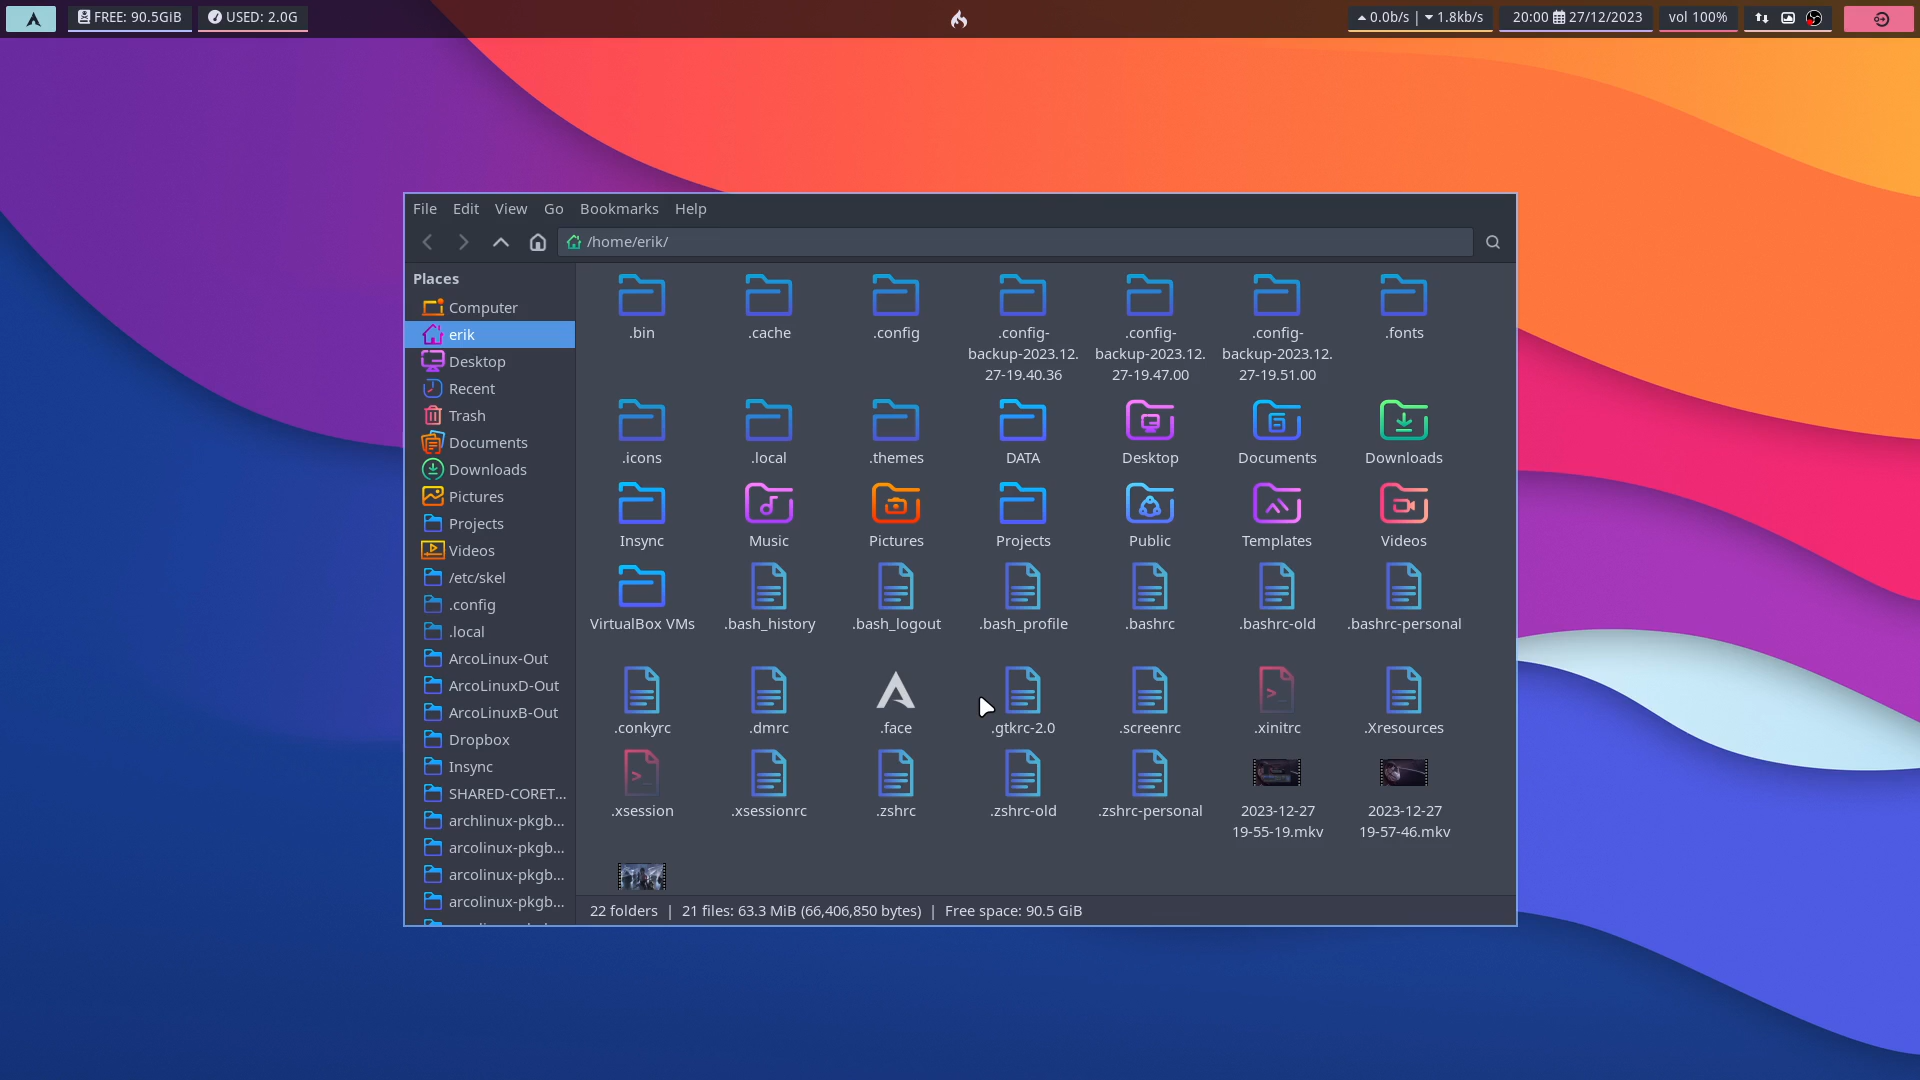 FREE: 90.5GIB
USED: 2.0G
0.0b/s | 1.8kb/s
20:00 27/12/2023
vol 100%
File Edit View Go Bookmarks Help
/home/erik/
Places
Computer
erik
Desktop
Recent
Trash
Documents
Downloads
Pictures
Projects
Videos
/etc/skel
.config
.local
ArcoLinux-Out
ArcoLinuxD-Out
ArcoLinuxB-Out
Dropbox
Insync
SHARED-CORET...
archlinux-pkgb...
arcolinux-pkgb...
arcolinux-pkgb...
arcolinux-pkgb...
.bin
.cache
.config
.config-
backup-2023.12.
27-19.40.36
.config-
backup-2023.12.
27-19.47.00
.config-
backup-2023.12.
27-19.51.00
.fonts
.icons
.local
.themes
DATA
Desktop
Documents
Downloads
Insync
Music
Pictures
Projects
Public
Templates
Videos
VirtualBox VMs
.bash_history
.bash_logout
.bash_profile
.bashrc
.bashrc-old
.bashrc-personal
.conkyrc
.dmrc
.face
.gtkrc-2.0
.screenrc
.xinitrc
.Xresources
.xsession
.xsessionrc
.zshrc
.zshrc-old
.zshrc-personal
2023-12-27
19-55-19.mkv
2023-12-27
19-57-46.mkv
22 folders | 21 files: 63.3 MiB (66,406,850 bytes) | Free space: 90.5 GiB